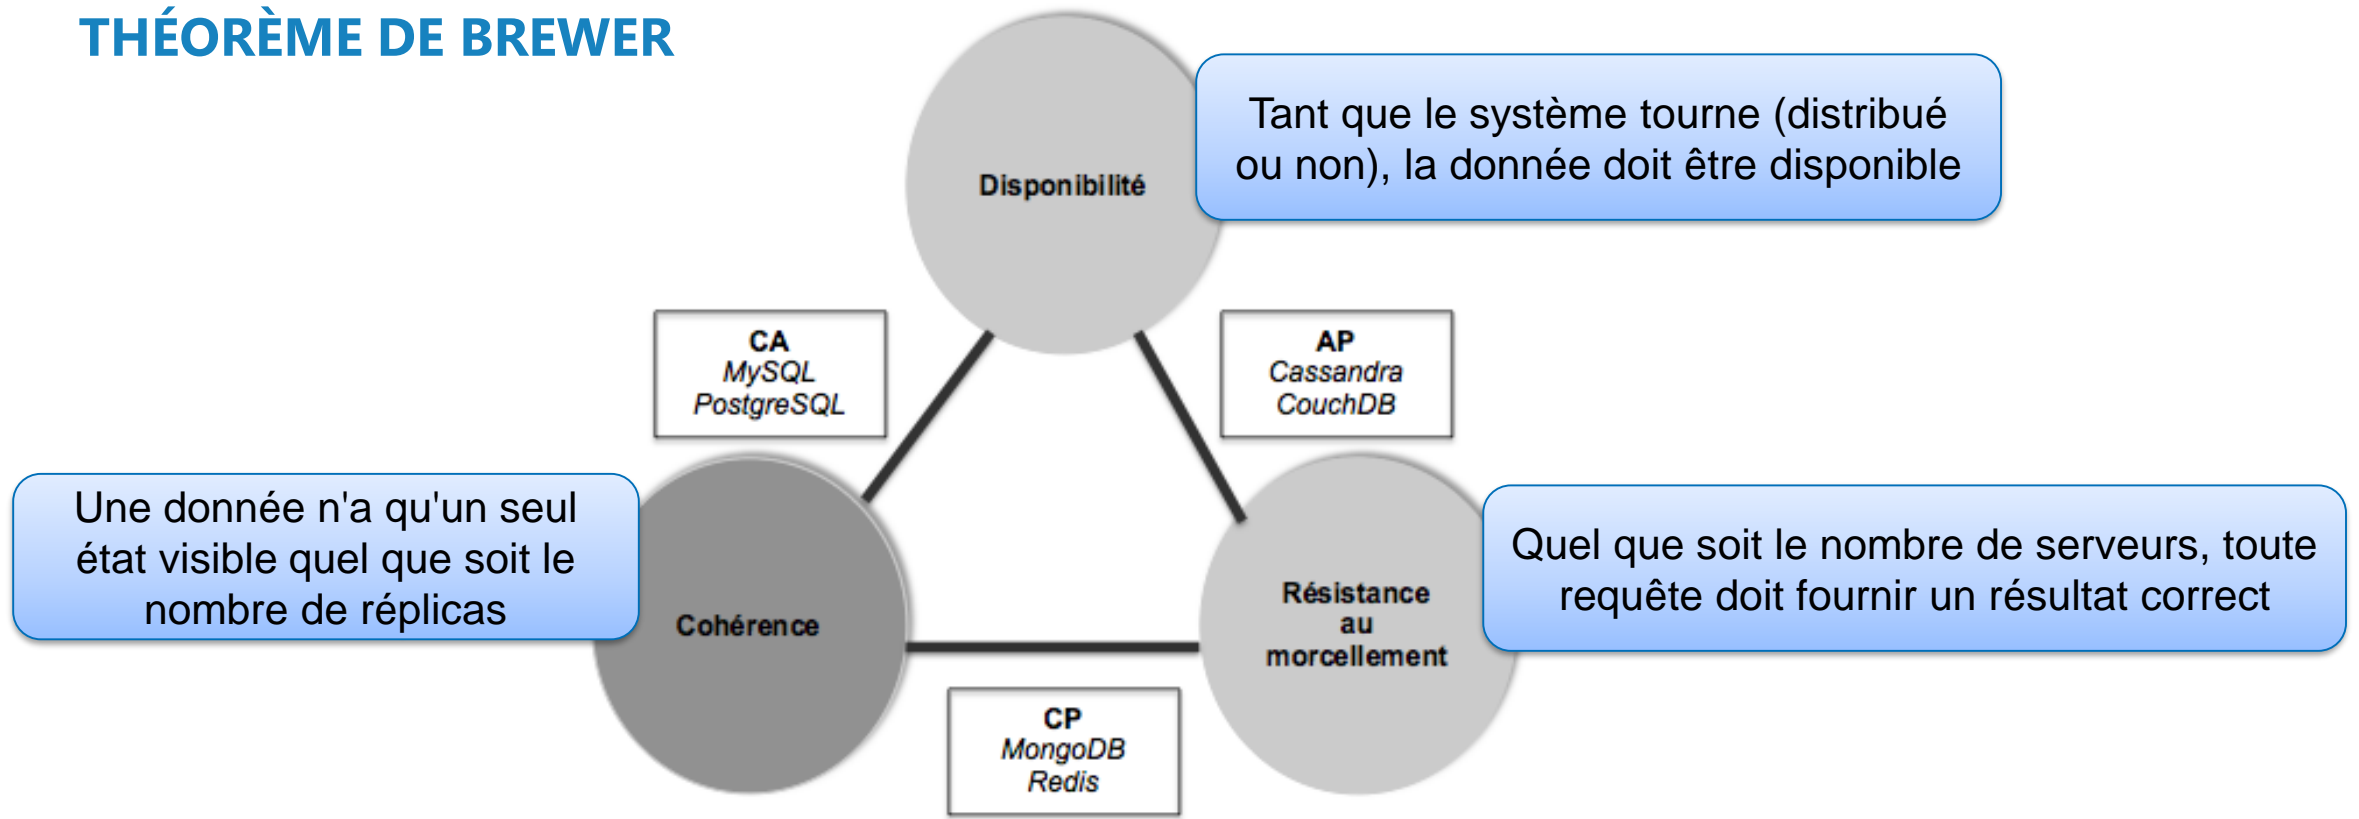 THÉORÈME DE BREWER
Tant que le système tourne (distribué
ou non), la donnée doit être disponible
Disponibilité
CA
MySQL
PostgreSQL
AP
Cassandra
CouchDB
Une donnée n'a qu'un seul
état visible quel que soit le
nombre de réplicas
Cohérence
Résistance
au
morcellement
Quel que soit le nombre de serveurs, toute
requête doit fournir un résultat correct
CP
MongoDB
Redis